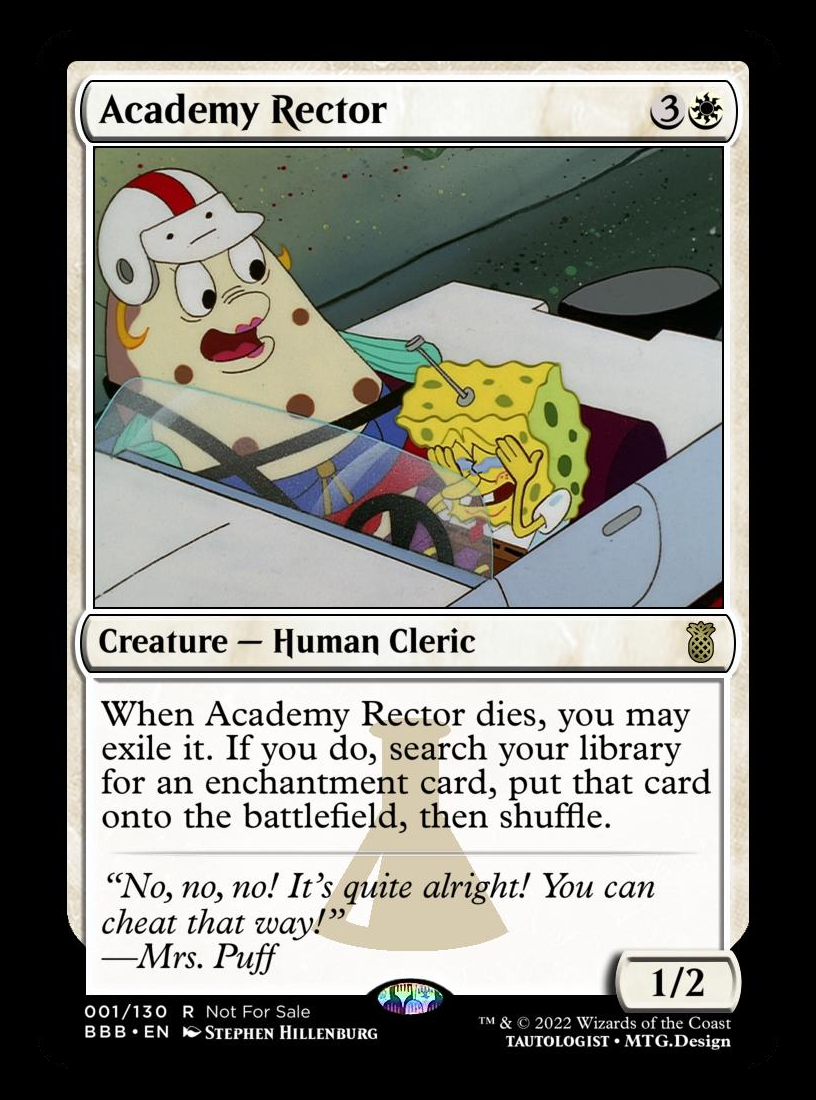 Academy Rector 3
Creature — Human Cleric
When Academy Rector dies, you may
exile it. If you do, search your library
for an enchantment card, put that card
onto the battlefield, then shuffle.
“No, no, no! It’s quite alright! You can
cheat that way!”
—Mrs. Puff
1/2
001/130 R Not For Sale
BBB • EN STEPHEN HILLENBURG
™ & © 2022 Wizards of the Coast
TAUTOLOGIST • MTG.Design